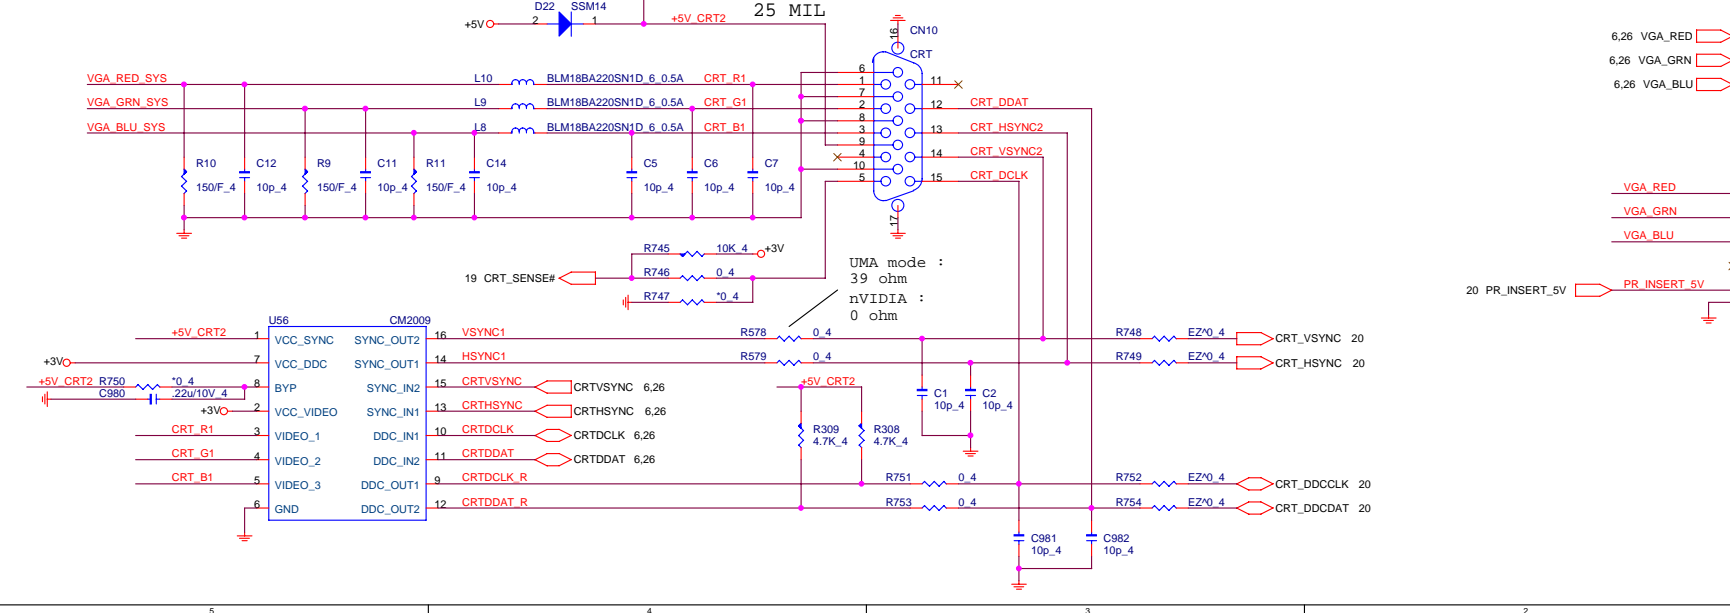 D22 SSM14
+5V 2 1 +5V_CRT2
25 MIL
16 CN10
CRT
6,26 VGA_RED
6,26 VGA_GRN
6,26 VGA_BLU
VGA_RED_SYS L10 BLM18BA220SN1D_6_0.5A CRT_R1
VGA_GRN_SYS L9 BLM18BA220SN1D_6_0.5A CRT_G1
VGA_BLU_SYS L8 BLM18BA220SN1D_6_0.5A CRT_B1
6
1
7
2
8
3
9
4
10
5
11
12 CRT_DDAT
13 CRT_HSYNC2
14 CRT_VSYNC2
15 CRT_DCLK
17
R10 C12 R9 C11 R11 C14 C5 C6 C7
150/F_4 10p_4 150/F_4 10p_4 150/F_4 10p_4 10p_4 10p_4 10p_4
VGA_RED
VGA_GRN
VGA_BLU
20 PR_INSERT_5V PR_INSERT_5V
R745 10K_4 +3V
19 CRT_SENSE# R746 0_4
R747 *0_4
UMA mode :
39 ohm
nVIDIA :
0 ohm
U56 CM2009
+5V_CRT2 1 VCC_SYNC SYNC_OUT2 16 VSYNC1 R578 0_4 R748 EZ^0_4 CRT_VSYNC 20
+3V 7 VCC_DDC SYNC_OUT1 14 HSYNC1 R579 0_4 R749 EZ^0_4 CRT_HSYNC 20
+5V_CRT2 R750 *0_4 8 BYP SYNC_IN2 15 CRTVSYNC CRTVSYNC 6,26 +5V_CRT2
C980 .22u/10V_4
+3V 2 VCC_VIDEO SYNC_IN1 13 CRTHSYNC CRTHSYNC 6,26
C1 C2
10p_4 10p_4
CRT_R1 3 VIDEO_1 DDC_IN1 10 CRTDCLK CRTDCLK 6,26
R309 R308
4.7K_4 4.7K_4
CRT_G1 4 VIDEO_2 DDC_IN2 11 CRTDDAT CRTDDAT 6,26
CRT_B1 5 VIDEO_3 DDC_OUT1 9 CRTDCLK_R R751 0_4 R752 EZ^0_4 CRT_DDCCLK 20
6 GND DDC_OUT2 12 CRTDDAT_R R753 0_4 R754 EZ^0_4 CRT_DDCDAT 20
C981 C982
10p_4 10p_4
5 4 3 2